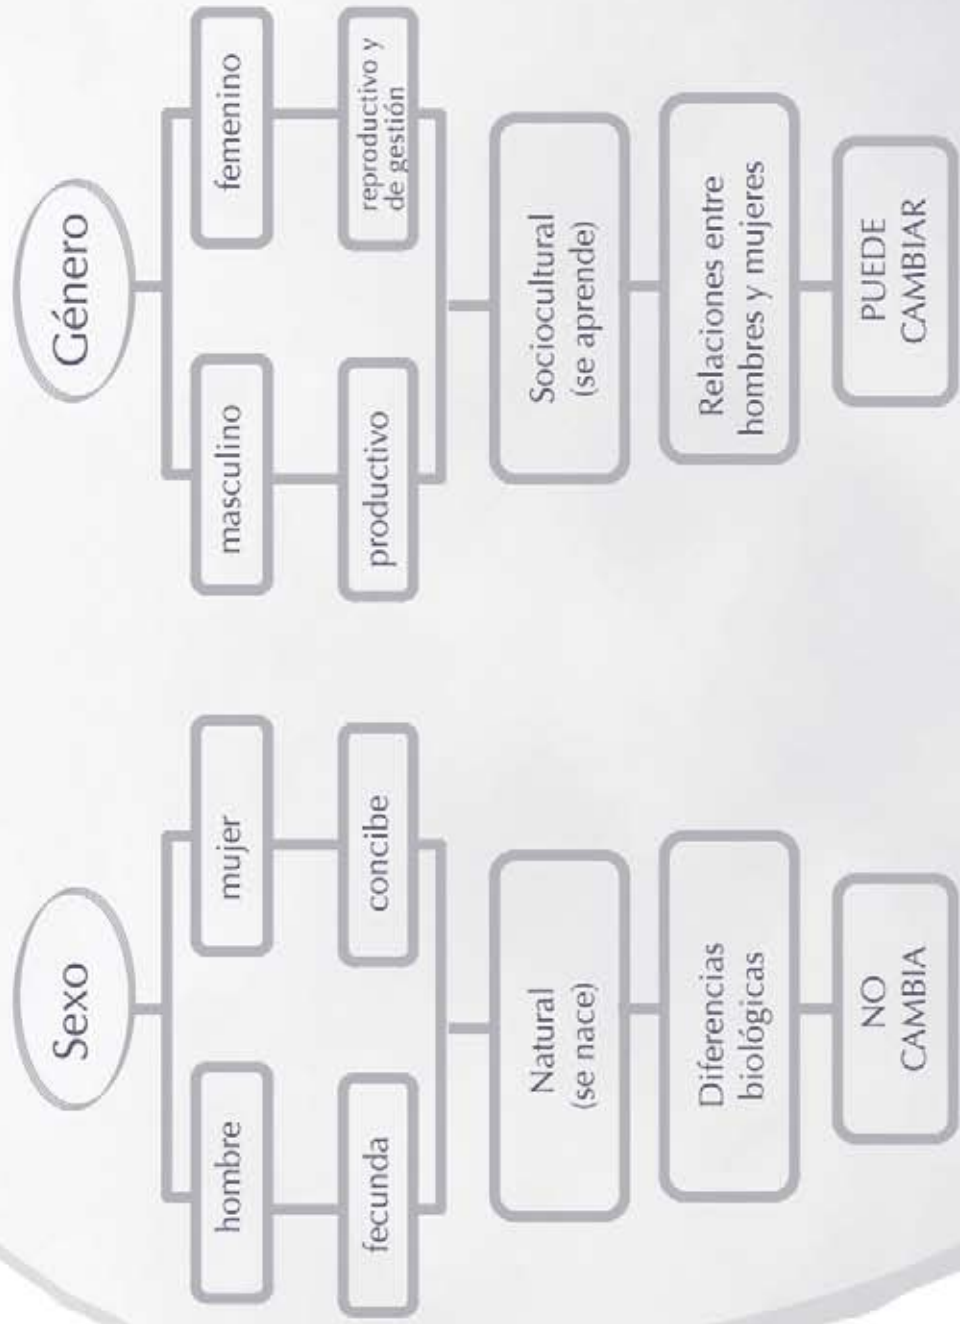 Sexo
hombre
mujer
fecunda
concibe
Natural
(se nace)
Diferencias
biológicas
NO
CAMBIA
Género
masculino
femenino
productivo
reproductivo y
de gestión
Sociocultural
(se aprende)
Relaciones entre
hombres y mujeres
PUEDE
CAMBIAR